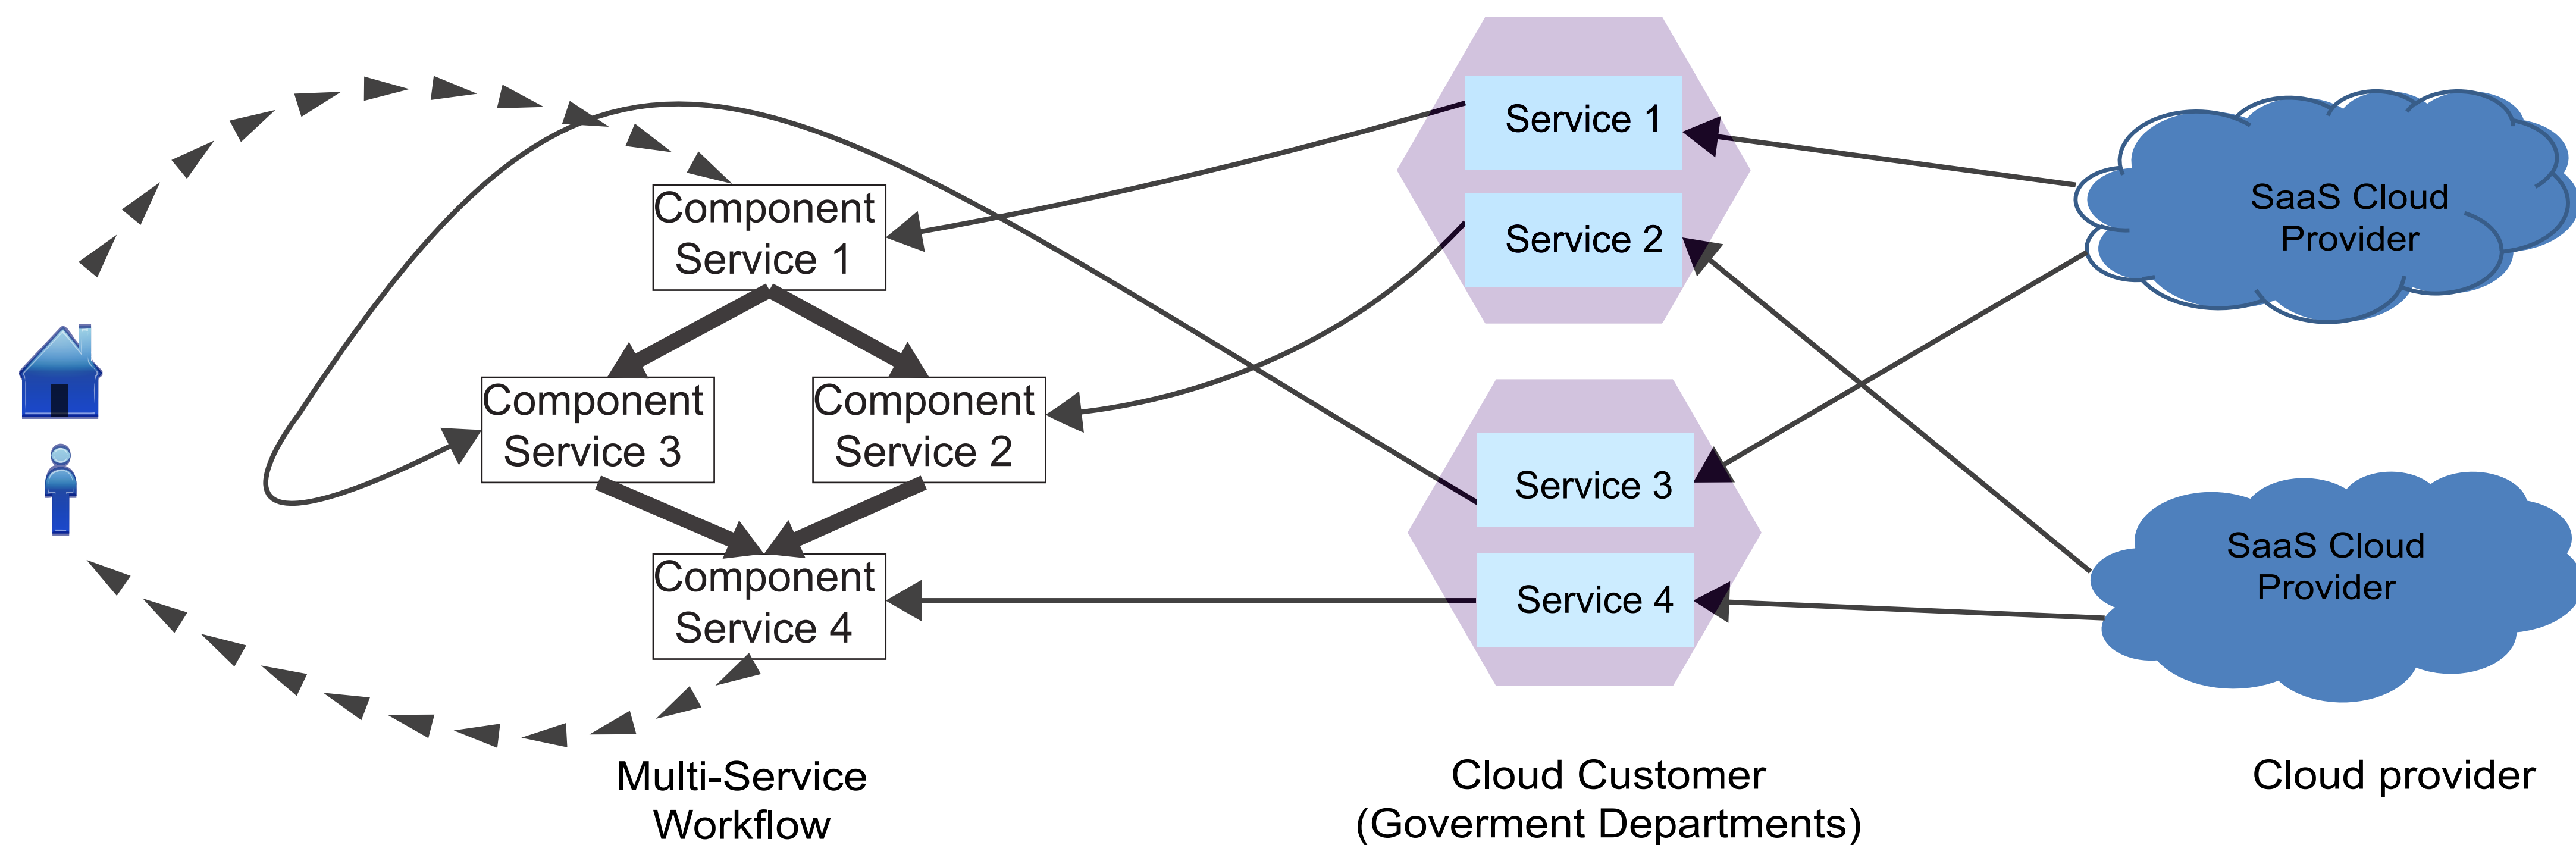 Component
Service 1
Component
Service 3
Component
Service 2
Component
Service 4
Multi-Service
Workflow
Service 1
Service 2
Service 3
Service 4
Cloud Customer
(Goverment Departments)
SaaS Cloud
Provider
SaaS Cloud
Provider
Cloud provider